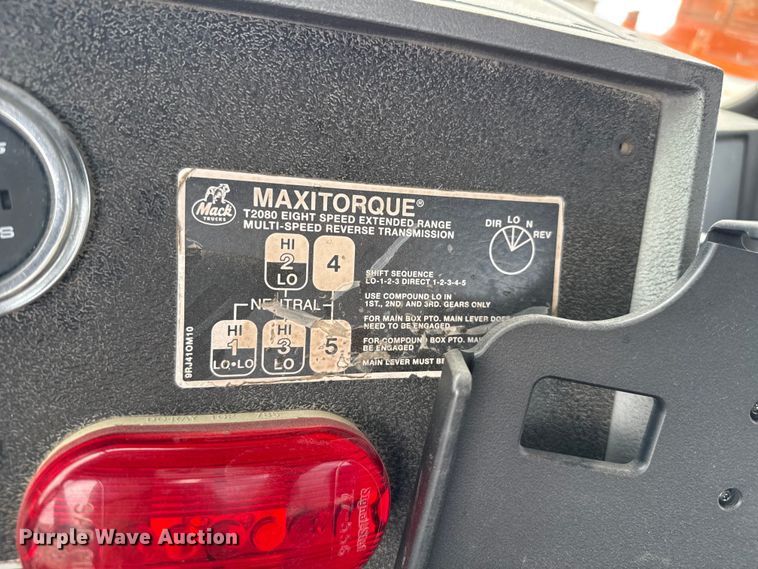 Mack
TRUCKS
MAXITORQUE®
T2080 EIGHT SPEED EXTENDED RANGE
MULTI-SPEED REVERSE TRANSMISSION
DIR LO N REV
HI
2
LO
4
SHIFT SEQUENCE
LO-1-2-3 DIRECT 1-2-3-4-5
NEUTRAL
USE COMPOUND LO IN
1ST., 2ND. AND 3RD. GEARS ONLY
FOR MAIN BOX PTO. MAIN LEVER DOES
NEED TO BE ENGAGED
HI
1
LO•LO
HI
3
LO
5
FOR COMPOUND BOX PTO.
BE ENGAGED
MAIN LEVER MUST BE
9RJ41OM10
Purple Wave Auction